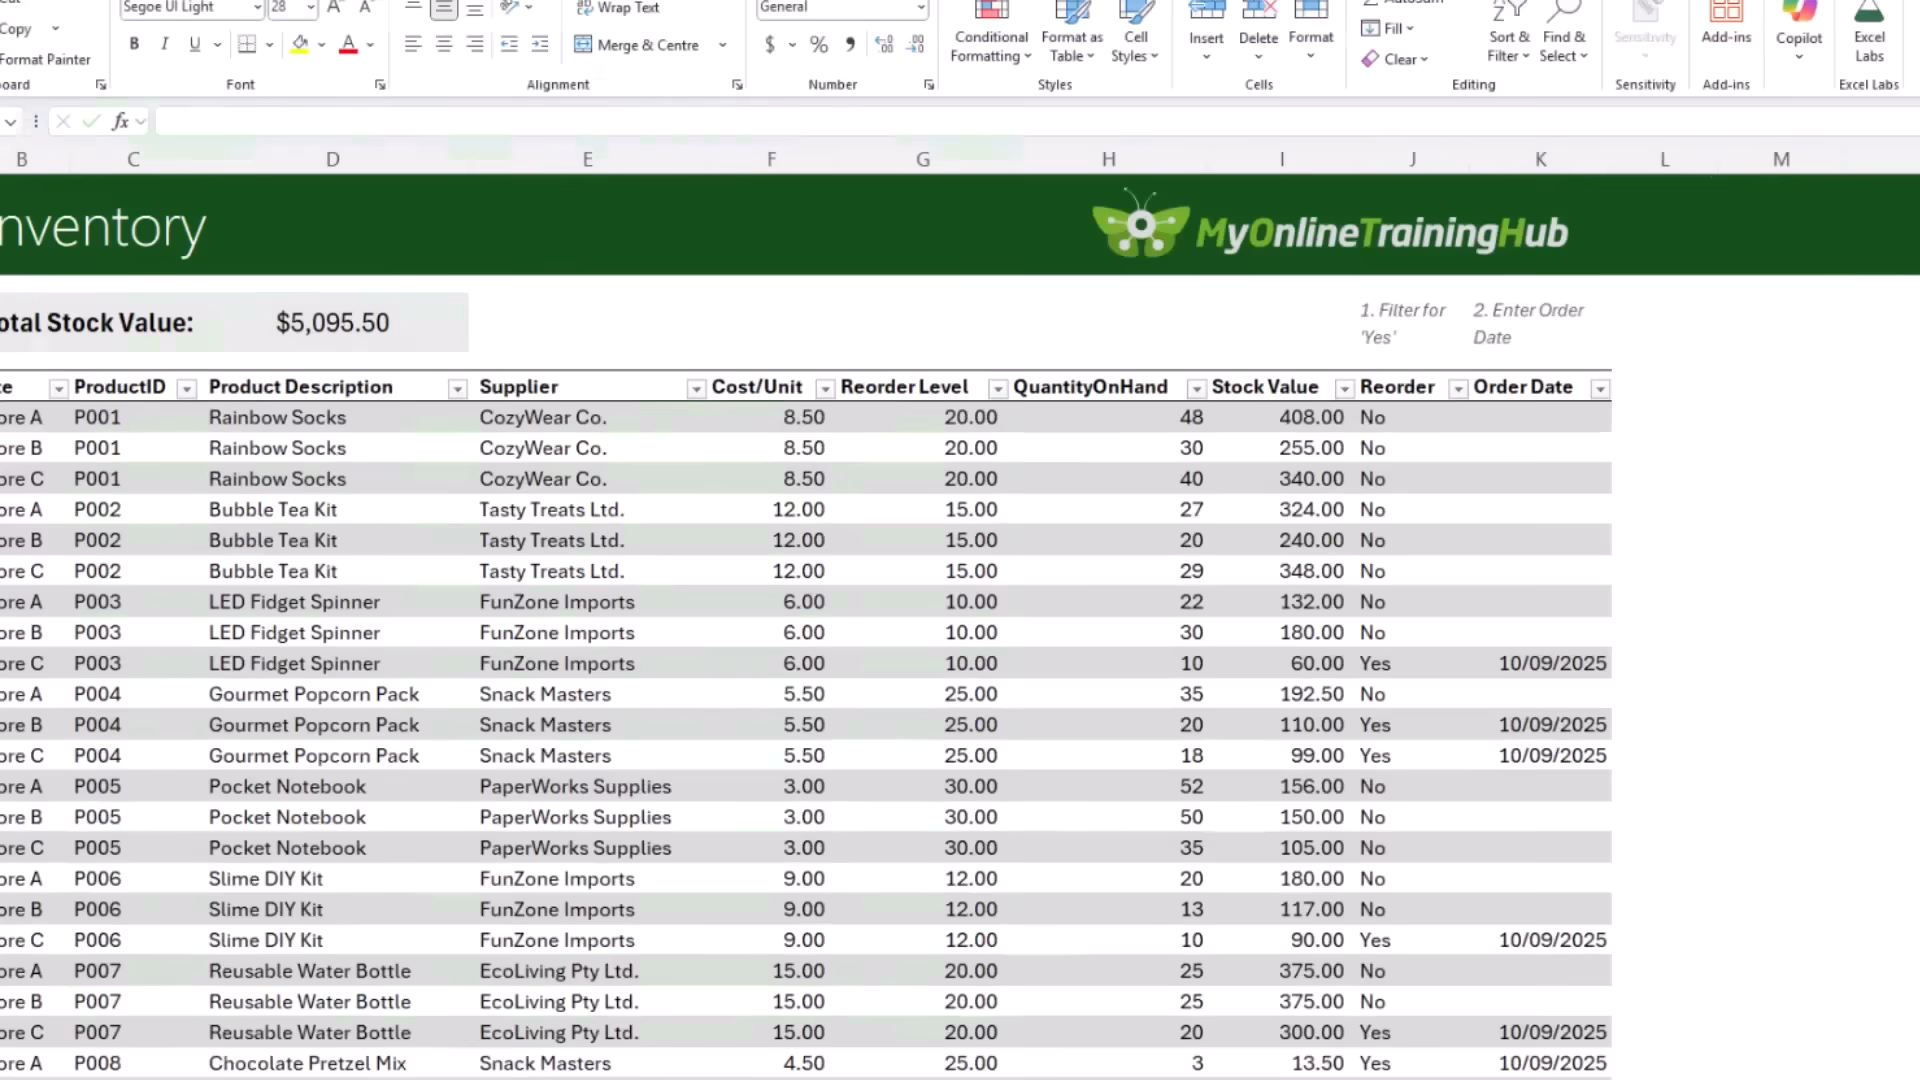 Segoe UI Light 28 Wrap Text General
Copy Fill
B I U Merge & Centre $ % Conditional Formatting Format as Table Cell Styles Insert Delete Format Clear Sort & Filter Find & Select Sensitivity Add-ins Copilot Excel Labs
Format Painter
Font Alignment Number Styles Cells Editing Sensitivity Add-ins Excel Labs
fx
B C D E F G H I J K L M
nventory MyOnlineTrainingHub
otal Stock Value: $5,095.50 1. Filter for 'Yes' 2. Enter Order Date
te ProductID Product Description Supplier Cost/Unit Reorder Level QuantityOnHand Stock Value Reorder Order Date
ore A P001 Rainbow Socks CozyWear Co. 8.50 20.00 48 408.00 No
ore B P001 Rainbow Socks CozyWear Co. 8.50 20.00 30 255.00 No
ore C P001 Rainbow Socks CozyWear Co. 8.50 20.00 40 340.00 No
ore A P002 Bubble Tea Kit Tasty Treats Ltd. 12.00 15.00 27 324.00 No
ore B P002 Bubble Tea Kit Tasty Treats Ltd. 12.00 15.00 20 240.00 No
ore C P002 Bubble Tea Kit Tasty Treats Ltd. 12.00 15.00 29 348.00 No
ore A P003 LED Fidget Spinner FunZone Imports 6.00 10.00 22 132.00 No
ore B P003 LED Fidget Spinner FunZone Imports 6.00 10.00 30 180.00 No
ore C P003 LED Fidget Spinner FunZone Imports 6.00 10.00 10 60.00 Yes 10/09/2025
ore A P004 Gourmet Popcorn Pack Snack Masters 5.50 25.00 35 192.50 No
ore B P004 Gourmet Popcorn Pack Snack Masters 5.50 25.00 20 110.00 Yes 10/09/2025
ore C P004 Gourmet Popcorn Pack Snack Masters 5.50 25.00 18 99.00 Yes 10/09/2025
ore A P005 Pocket Notebook PaperWorks Supplies 3.00 30.00 52 156.00 No
ore B P005 Pocket Notebook PaperWorks Supplies 3.00 30.00 50 150.00 No
ore C P005 Pocket Notebook PaperWorks Supplies 3.00 30.00 35 105.00 No
ore A P006 Slime DIY Kit FunZone Imports 9.00 12.00 20 180.00 No
ore B P006 Slime DIY Kit FunZone Imports 9.00 12.00 13 117.00 No
ore C P006 Slime DIY Kit FunZone Imports 9.00 12.00 10 90.00 Yes 10/09/2025
ore A P007 Reusable Water Bottle EcoLiving Pty Ltd. 15.00 20.00 25 375.00 No
ore B P007 Reusable Water Bottle EcoLiving Pty Ltd. 15.00 20.00 25 375.00 No
ore C P007 Reusable Water Bottle EcoLiving Pty Ltd. 15.00 20.00 20 300.00 Yes 10/09/2025
ore A P008 Chocolate Pretzel Mix Snack Masters 4.50 25.00 3 13.50 Yes 10/09/2025